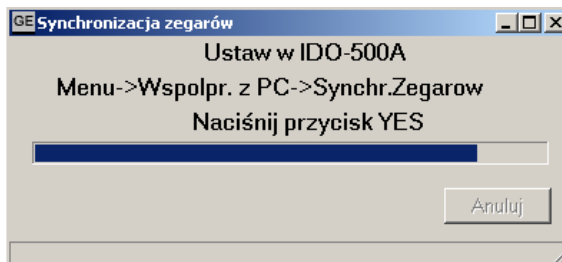 GE Synchronizacja zegarów
Ustaw w IDO-500A
Menu->Wspolpr. z PC->Synchr.Zegarow
Naciśnij przycisk YES
Anuluj